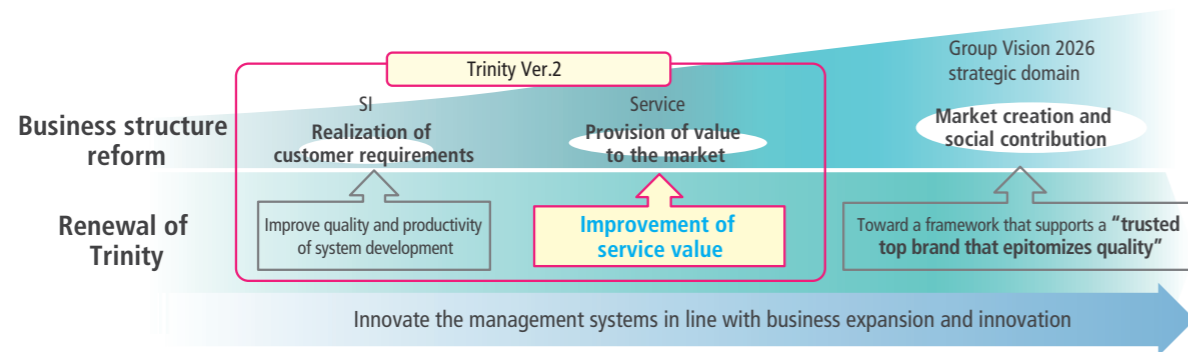 Group Vision 2026
strategic domain
Trinity Ver.2
Business structure
reform
SI
Realization of
customer requirements
Service
Provision of value
to the market
Market creation and
social contribution
Renewal of
Trinity
Improve quality and productivity
of system development
Improvement of
service value
Toward a framework that supports a “trusted
top brand that epitomizes quality”
Innovate the management systems in line with business expansion and innovation